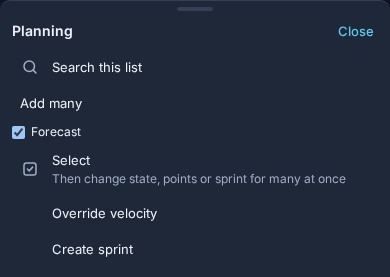 Planning
Close
Search this list
Add many
Forecast
Select
Then change state, points or sprint for many at once
Override velocity
Create sprint